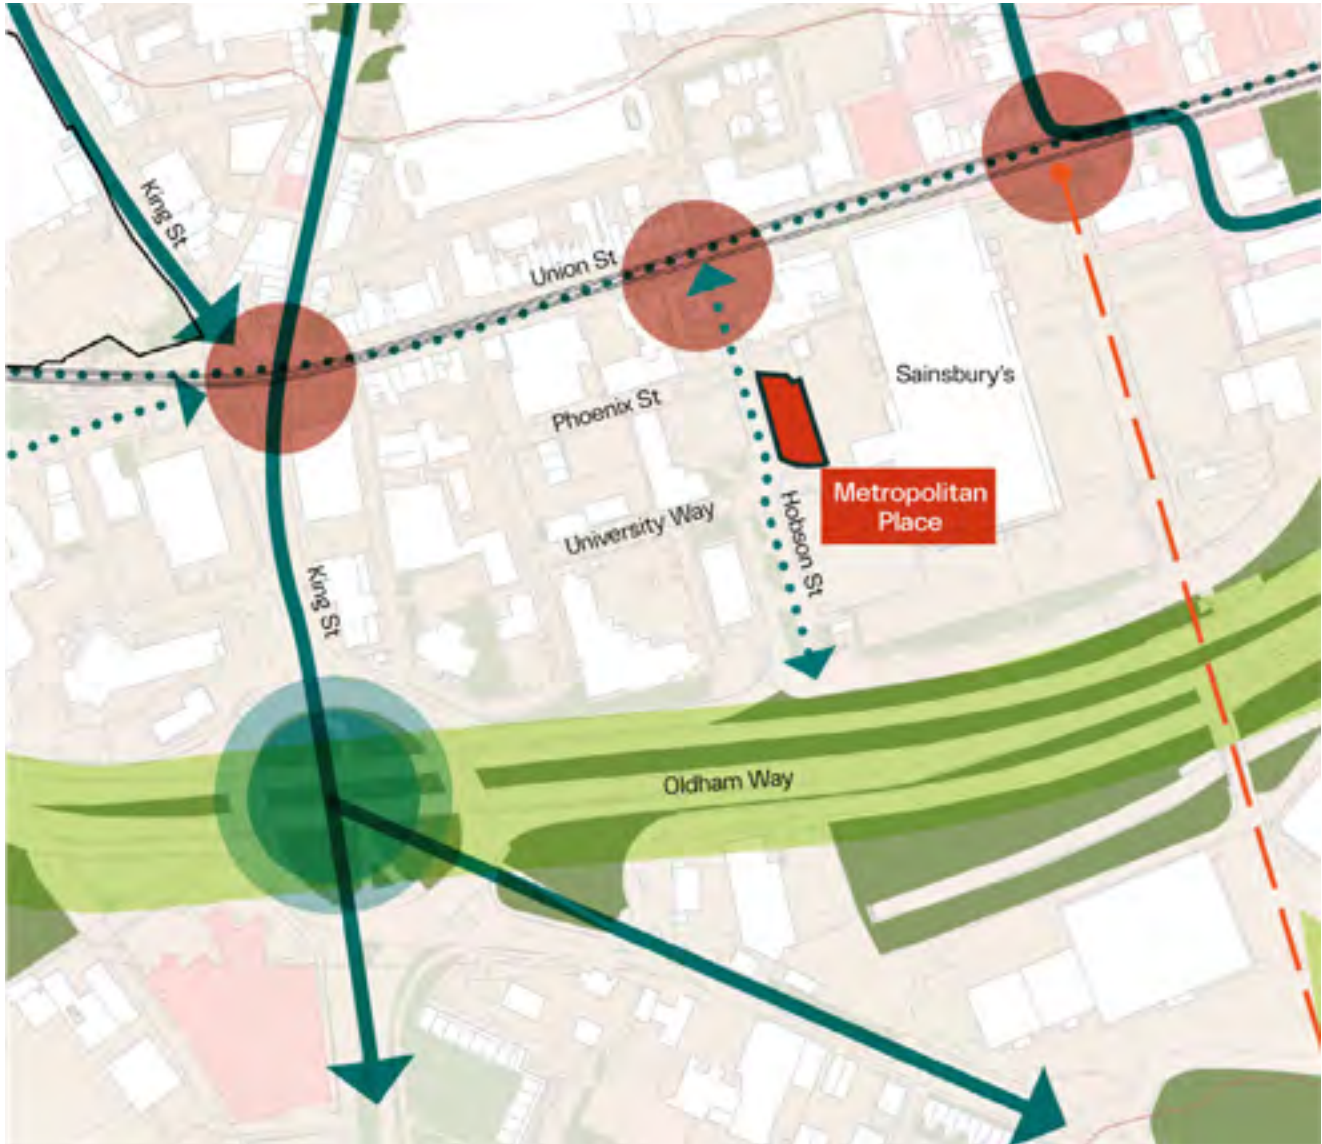 King St
Union St
Sainsbury's
Phoenix St
Metropolitan
Place
University Way
Hobson St
King St
Oldham Way